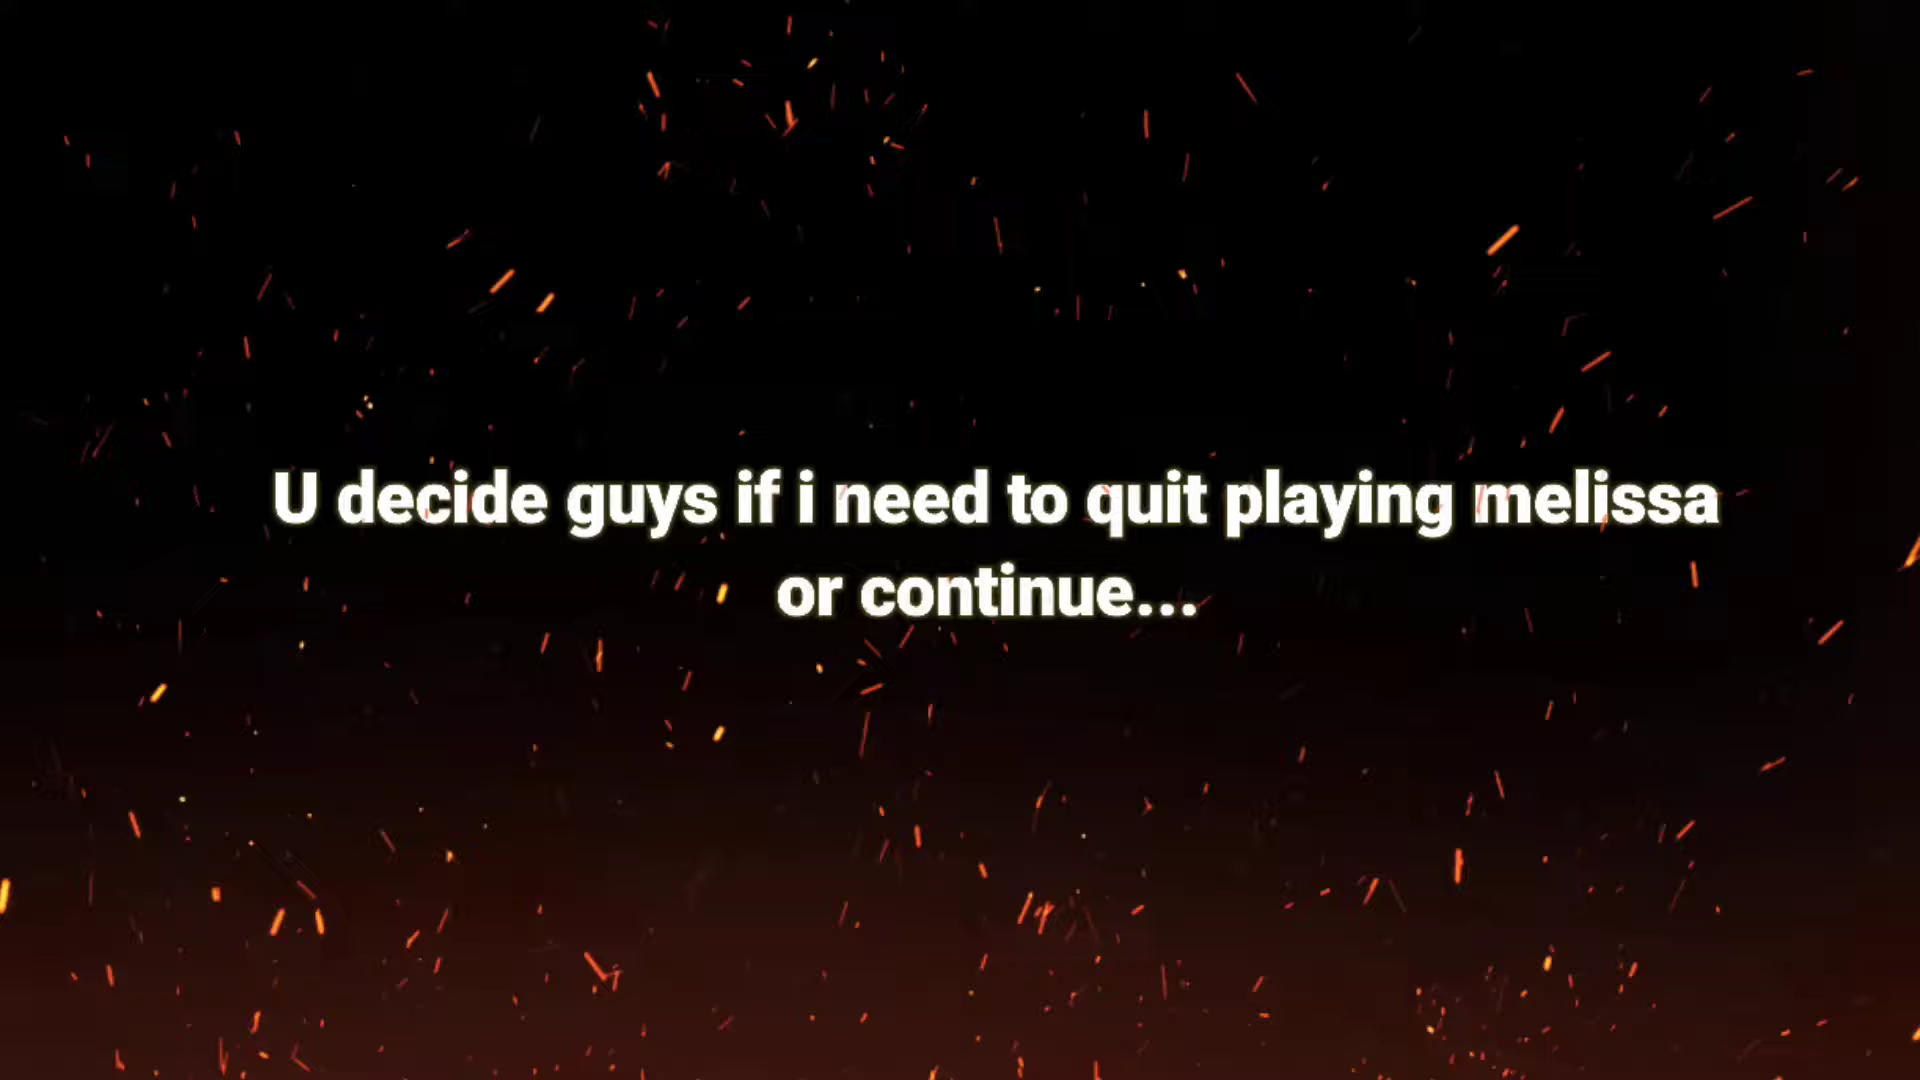 U decide guys if i need to quit playing melissa
or continue...